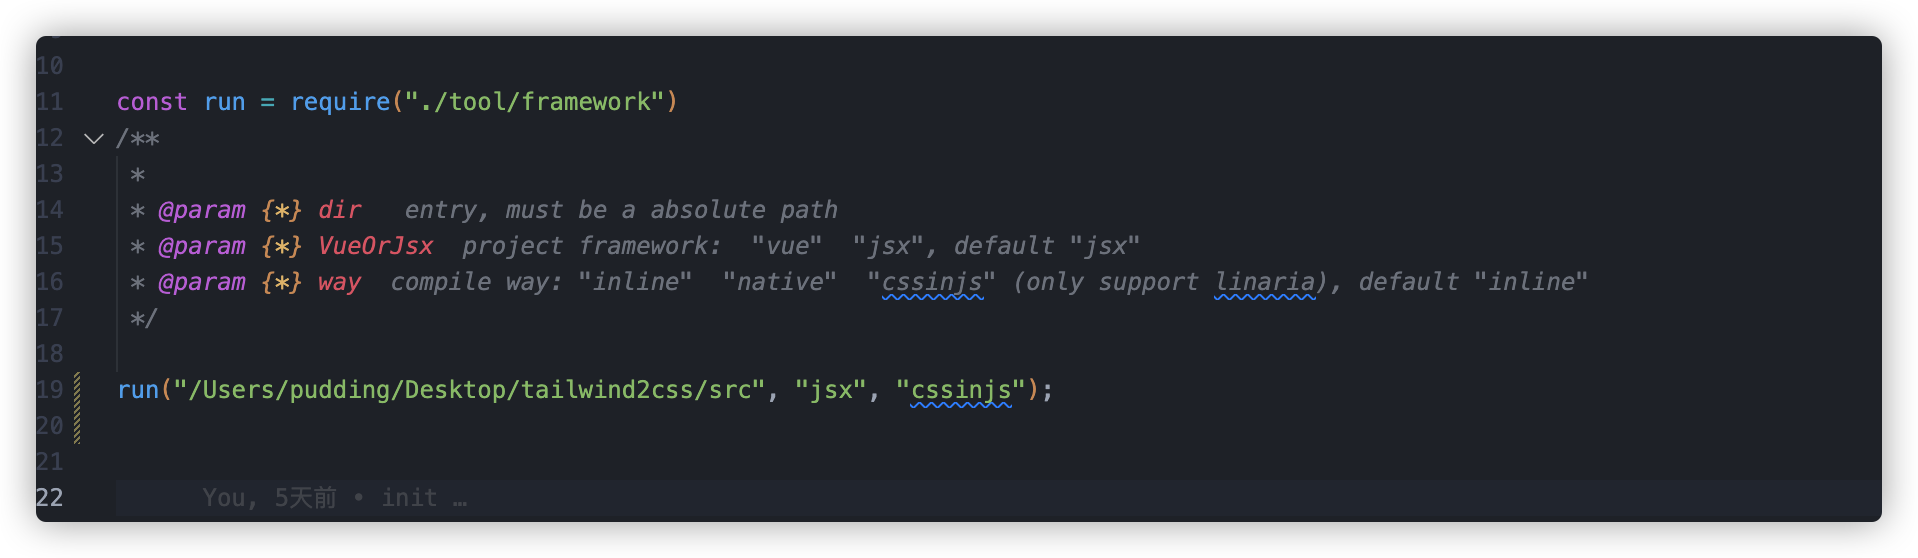 10
11 const run = require("./tool/framework")
12 /**
13 *
14 * @param {*} dir   entry, must be a absolute path
15 * @param {*} VueOrJsx  project framework:  "vue"  "jsx", default "jsx"
16 * @param {*} way  compile way: "inline"  "native"  "cssinjs" (only support linaria), default "inline"
17 */
18
19 run("/Users/pudding/Desktop/tailwind2css/src", "jsx", "cssinjs");
20
21
22 You, 5天前 • init …